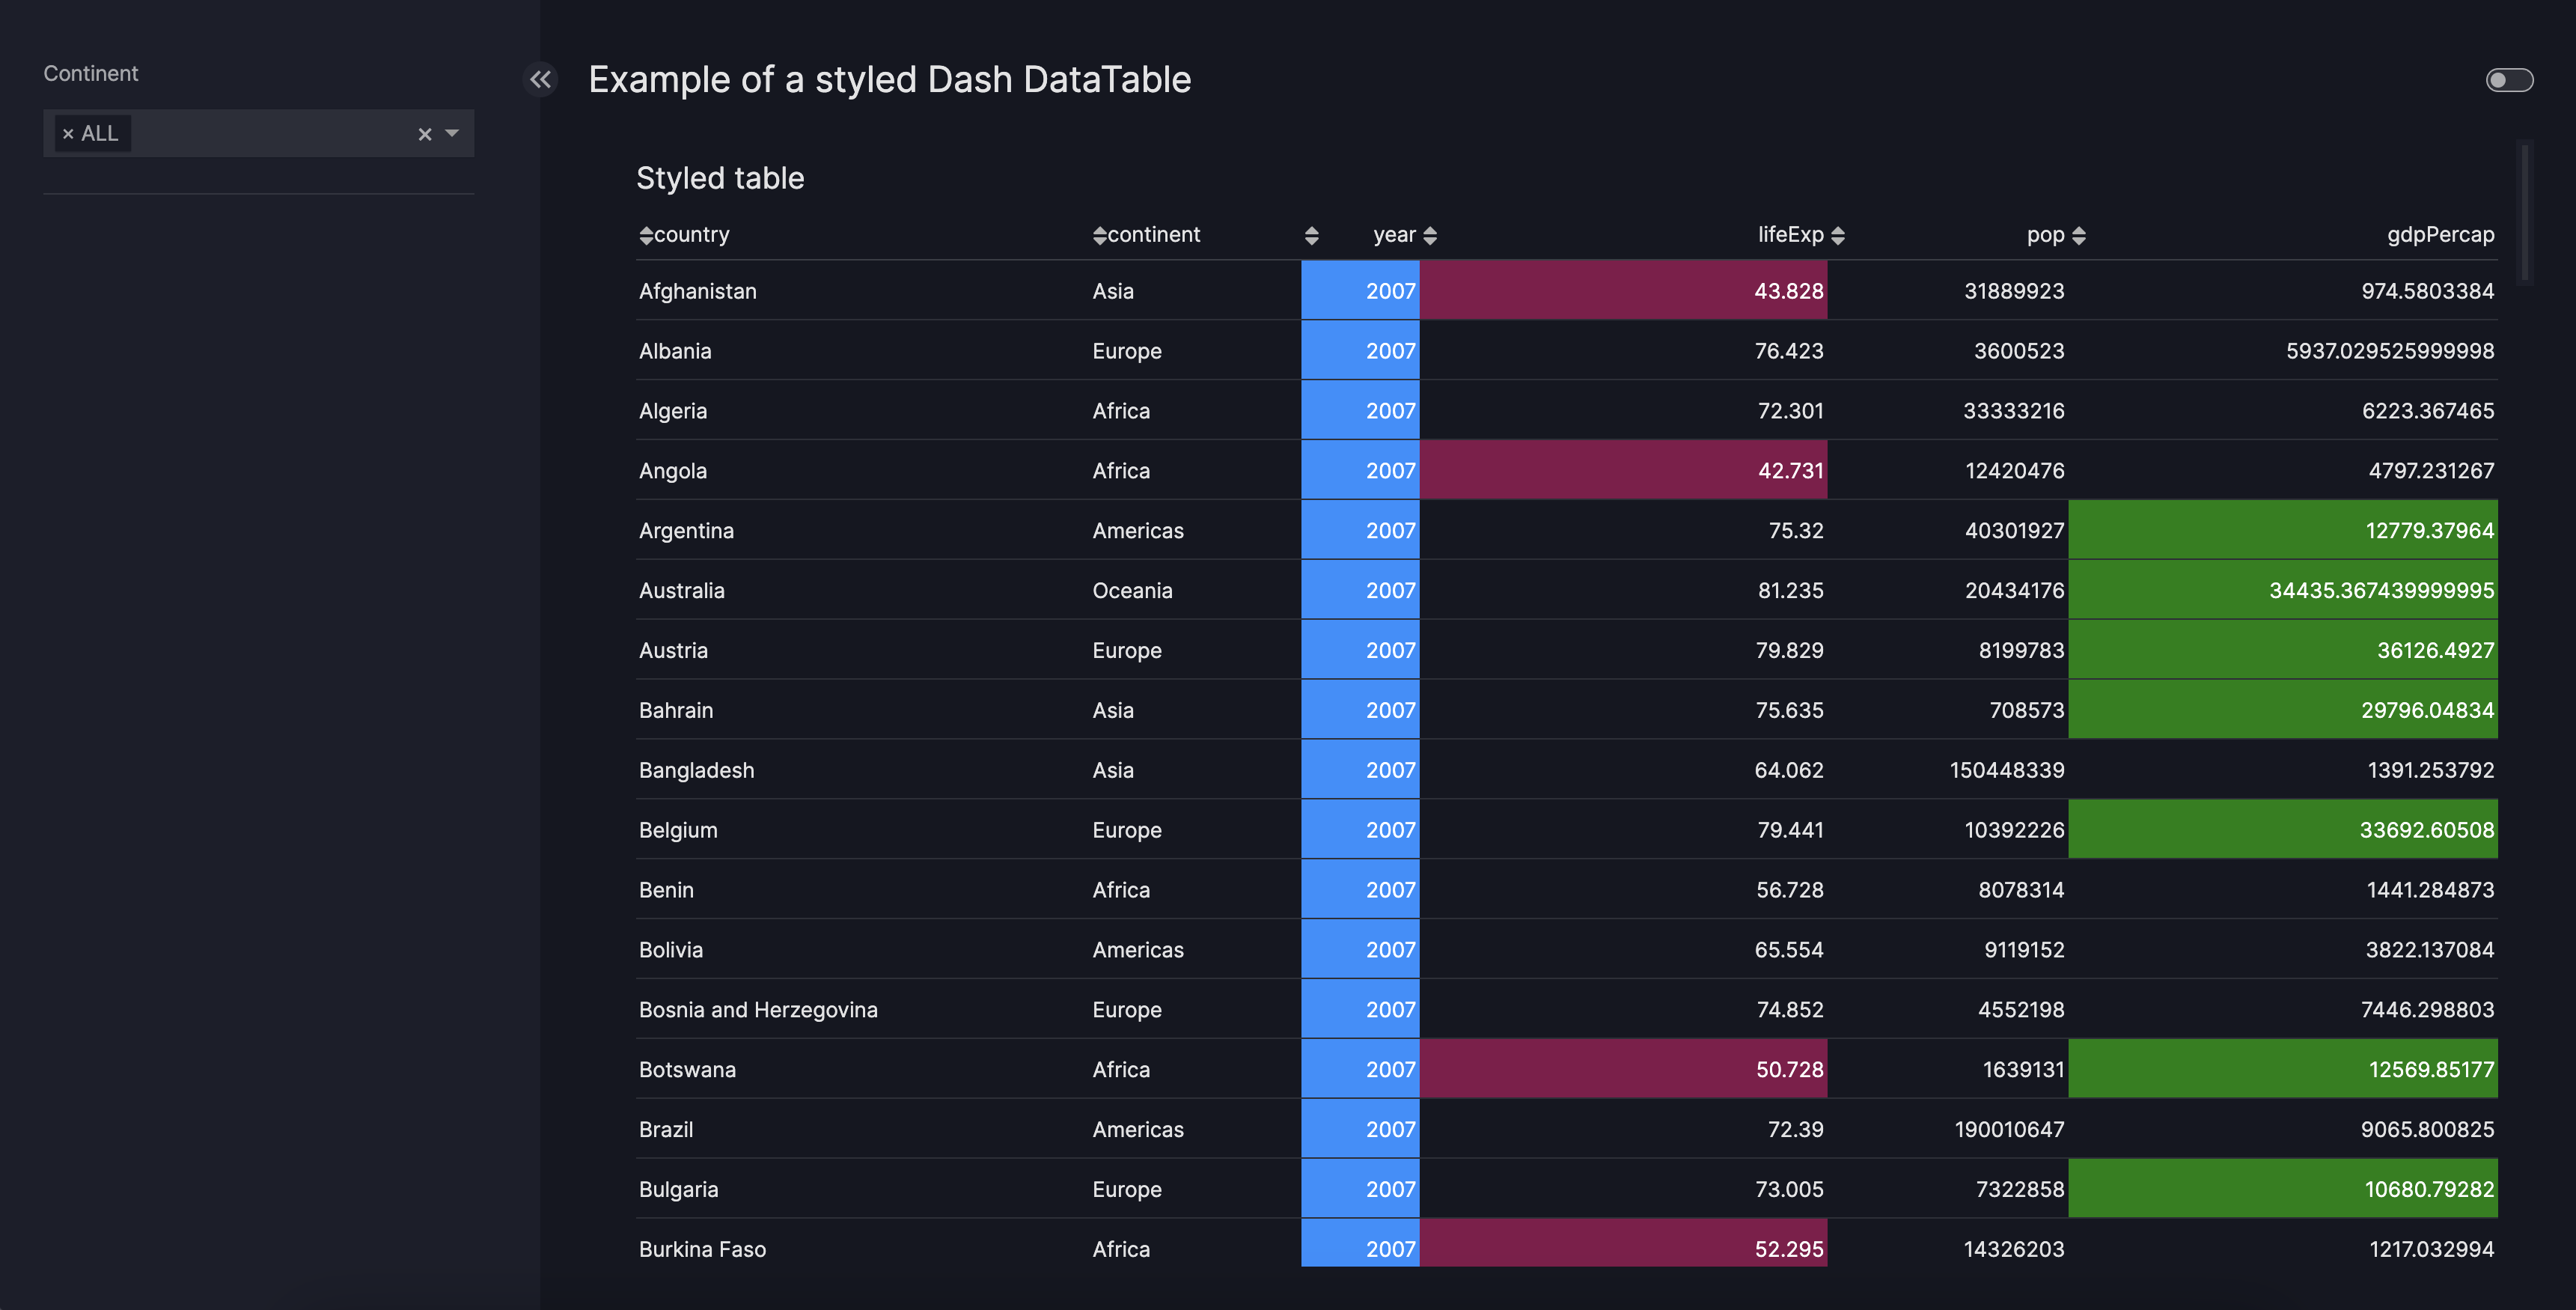 Continent
× ALL
Example of a styled Dash DataTable
Styled table
country continent year lifeExp pop gdpPercap
Afghanistan Asia 2007 43.828 31889923 974.5803384
Albania Europe 2007 76.423 3600523 5937.029525999998
Algeria Africa 2007 72.301 33333216 6223.367465
Angola Africa 2007 42.731 12420476 4797.231267
Argentina Americas 2007 75.32 40301927 12779.37964
Australia Oceania 2007 81.235 20434176 34435.367439999995
Austria Europe 2007 79.829 8199783 36126.4927
Bahrain Asia 2007 75.635 708573 29796.04834
Bangladesh Asia 2007 64.062 150448339 1391.253792
Belgium Europe 2007 79.441 10392226 33692.60508
Benin Africa 2007 56.728 8078314 1441.284873
Bolivia Americas 2007 65.554 9119152 3822.137084
Bosnia and Herzegovina Europe 2007 74.852 4552198 7446.298803
Botswana Africa 2007 50.728 1639131 12569.85177
Brazil Americas 2007 72.39 190010647 9065.800825
Bulgaria Europe 2007 73.005 7322858 10680.79282
Burkina Faso Africa 2007 52.295 14326203 1217.032994